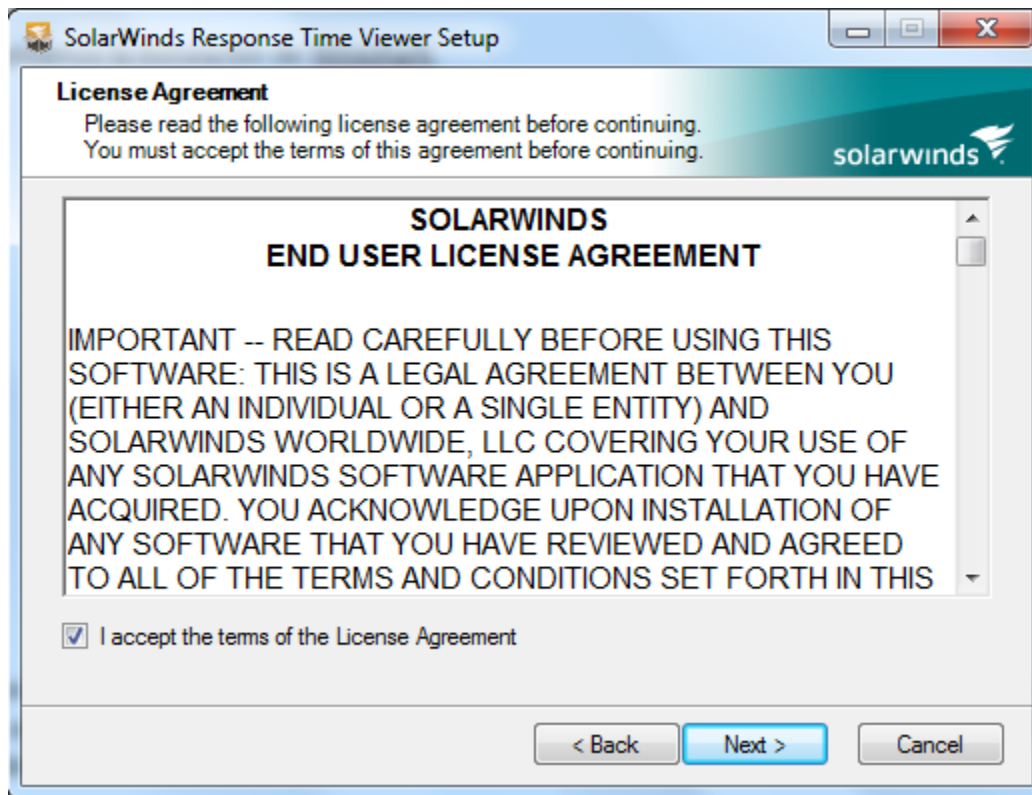 SolarWinds Response Time Viewer Setup
License Agreement
Please read the following license agreement before continuing.
You must accept the terms of this agreement before continuing.
solarwinds
SOLARWINDS
END USER LICENSE AGREEMENT
IMPORTANT -- READ CAREFULLY BEFORE USING THIS
SOFTWARE: THIS IS A LEGAL AGREEMENT BETWEEN YOU
(EITHER AN INDIVIDUAL OR A SINGLE ENTITY) AND
SOLARWINDS WORLDWIDE, LLC COVERING YOUR USE OF
ANY SOLARWINDS SOFTWARE APPLICATION THAT YOU HAVE
ACQUIRED. YOU ACKNOWLEDGE UPON INSTALLATION OF
ANY SOFTWARE THAT YOU HAVE REVIEWED AND AGREED
TO ALL OF THE TERMS AND CONDITIONS SET FORTH IN THIS
I accept the terms of the License Agreement
< Back
Next >
Cancel